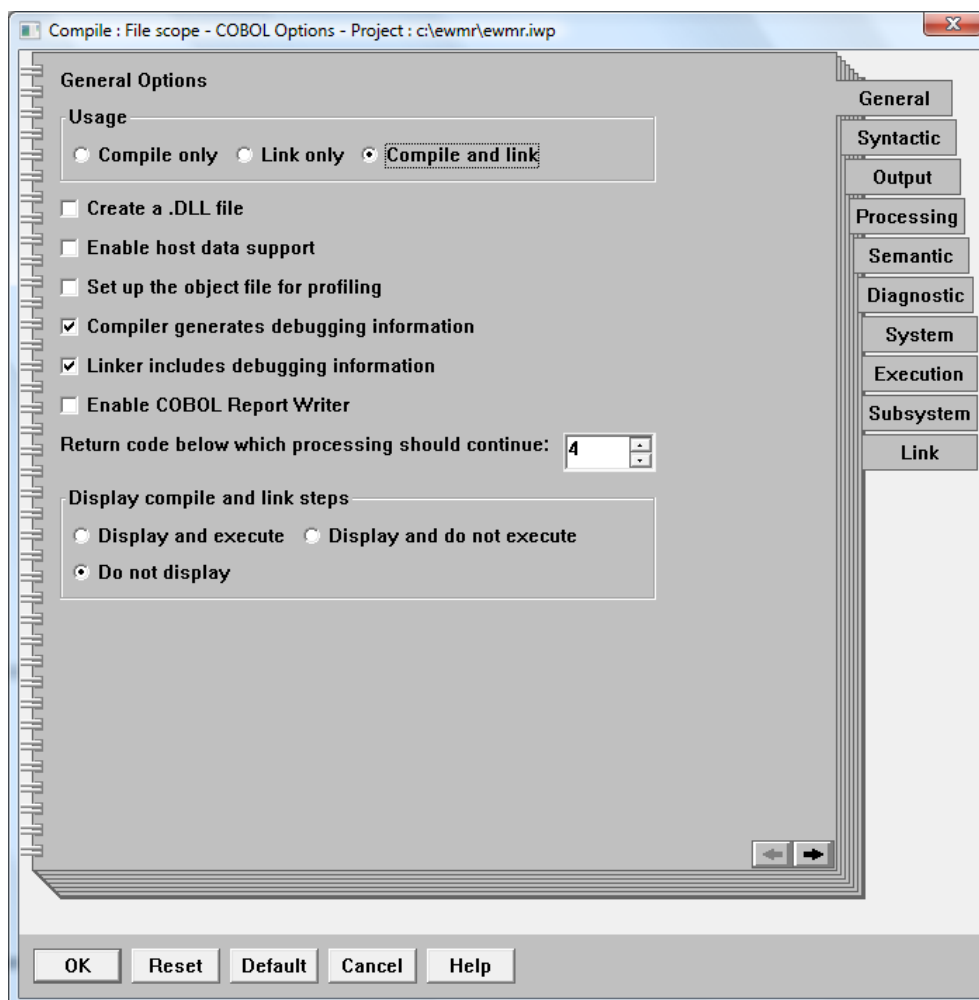 Compile : File scope - COBOL Options - Project : c:\ewmr\ewmr.iwp
General Options
Usage
Compile only Link only Compile and link
Create a .DLL file
Enable host data support
Set up the object file for profiling
Compiler generates debugging information
Linker includes debugging information
Enable COBOL Report Writer
Return code below which processing should continue: 4
Display compile and link steps
Display and execute Display and do not execute
Do not display
General
Syntactic
Output
Processing
Semantic
Diagnostic
System
Execution
Subsystem
Link
OK Reset Default Cancel Help